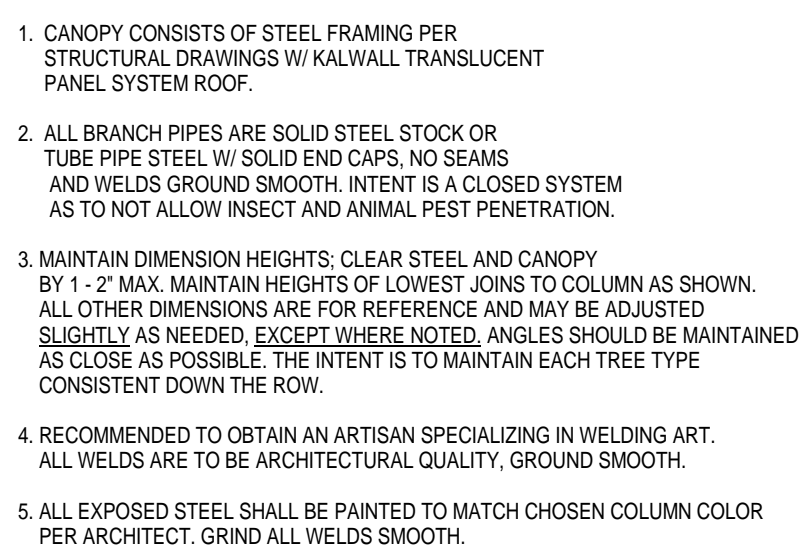 1. CANOPY CONSISTS OF STEEL FRAMING PER
STRUCTURAL DRAWINGS W/ KALWALL TRANSLUCENT
PANEL SYSTEM ROOF.
2. ALL BRANCH PIPES ARE SOLID STEEL STOCK OR
TUBE PIPE STEEL W/ SOLID END CAPS, NO SEAMS
AND WELDS GROUND SMOOTH. INTENT IS A CLOSED SYSTEM
AS TO NOT ALLOW INSECT AND ANIMAL PEST PENETRATION.
3. MAINTAIN DIMENSION HEIGHTS; CLEAR STEEL AND CANOPY
BY 1 - 2" MAX. MAINTAIN HEIGHTS OF LOWEST JOINS TO COLUMN AS SHOWN.
ALL OTHER DIMENSIONS ARE FOR REFERENCE AND MAY BE ADJUSTED
SLIGHTLY AS NEEDED, EXCEPT WHERE NOTED. ANGLES SHOULD BE MAINTAINED
AS CLOSE AS POSSIBLE. THE INTENT IS TO MAINTAIN EACH TREE TYPE
CONSISTENT DOWN THE ROW.
4. RECOMMENDED TO OBTAIN AN ARTISAN SPECIALIZING IN WELDING ART.
ALL WELDS ARE TO BE ARCHITECTURAL QUALITY, GROUND SMOOTH.
5. ALL EXPOSED STEEL SHALL BE PAINTED TO MATCH CHOSEN COLUMN COLOR
PER ARCHITECT. GRIND ALL WELDS SMOOTH.